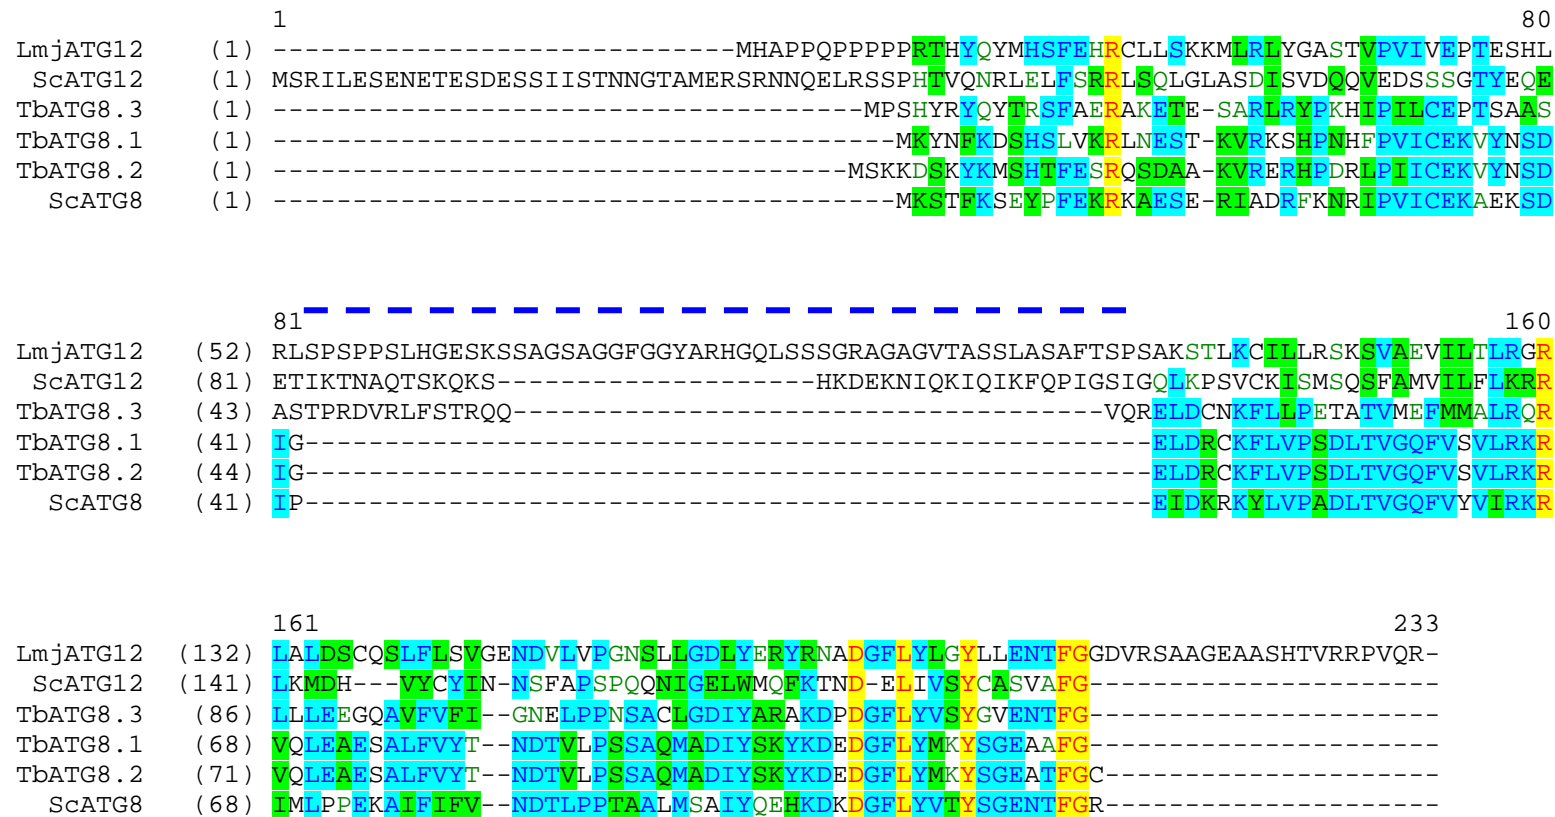 1 80
LmjATG12 (1) -----------------------------MHAPPQPPPPPRTHYQYMHSFEHRCLLSKKMLRLYGASTVPVIVEPTESHL
ScATG12 (1) MSRILESENETESDESSIISTNNGTAMERSRNNQELRSSPHTVQNRLELFSRRLSQLGLASDISVDQQVEDSSSGTYEQE
TbATG8.3 (1) -------------------------------------MPSHYRYQYTRSFAERAKETE-SARLRYPKHIPILCEPTSAAS
TbATG8.1 (1) ---------------------------------------MKYNFKDSHSLVKRLNEST-KVRKSHPNHFPVICEKVYNSD
TbATG8.2 (1) ------------------------------------MSKKDSKYKMSHTFESRQSDAA-KVRERHPDRLPIICEKVYNSD
ScATG8 (1) ---------------------------------------MKSTFKSEYPFEKRKAESE-RIADRFKNRIPVICEKAEKSD
81 160
LmjATG12 (52) RLSPSPPSLHGESKSSAGSAGGFGGYARHGQLSSSGRAGAGVTASSLASAFTSPSAKSTLKCILLRSKSVAEVILTLRGR
ScATG12 (81) ETIKTNAQTSKQKS--------------------HKDEKNIQKIQIKFQPIGSIGQLKPSVCKISMSQSFAMVILFLKRR
TbATG8.3 (43) ASTPRDVRLFSTRQQ-------------------------------------VQRELDCNKFLLPETATVMEFMMALRQR
TbATG8.1 (41) IG-----------------------------------------------------ELDRCKFLVPSDLTVGQFVSVLRKR
TbATG8.2 (44) IG-----------------------------------------------------ELDRCKFLVPSDLTVGQFVSVLRKR
ScATG8 (41) IP-----------------------------------------------------EIDKRKYLVPADLTVGQFVYVIRKR
161 233
LmjATG12 (132) LALDSCQSLFLSVGENDVLVPGNSLLGDLYERYRNADGFLYLGYLLENTFGGDVRSAAGEAASHTVRRPVQR-
ScATG12 (141) LKMDH---VYCYIN-NSFAPSPQQNIGELWMQFKTND-ELIVSYCASVAFG----------------------
TbATG8.3 (86) LLLEEGQAVFVFI--GNELPPNSACLGDIYARAKDPDGFLYVSYGVENTFG----------------------
TbATG8.1 (68) VQLEAESALFVYT--NDTVLPSSAQMADIYSKYKDEDGFLYMKYSGEAAFG----------------------
TbATG8.2 (71) VQLEAESALFVYT--NDTVLPSSAQMADIYSKYKDEDGFLYMKYSGEATFGC---------------------
ScATG8 (68) IMLPPEKAIFIFV--NDTLPPTAALMSAIYQEHKDKDGFLYVTYSGENTFGR---------------------